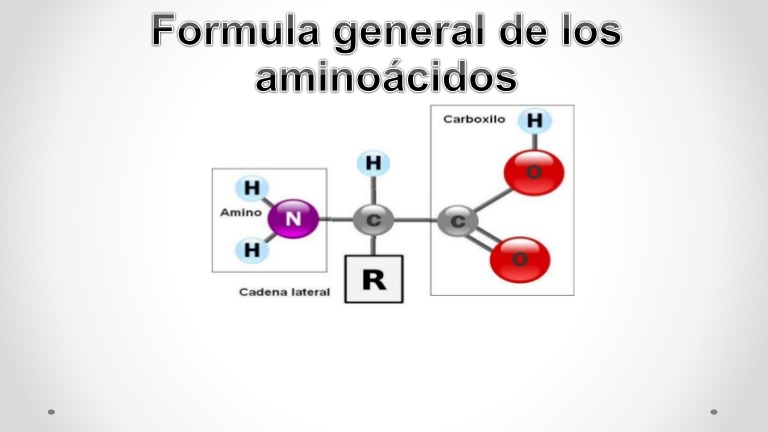 Formula general de los
aminoácidos
Carboxilo
H
H
O
H
Amino
N
C
C
H
O
R
Cadena lateral